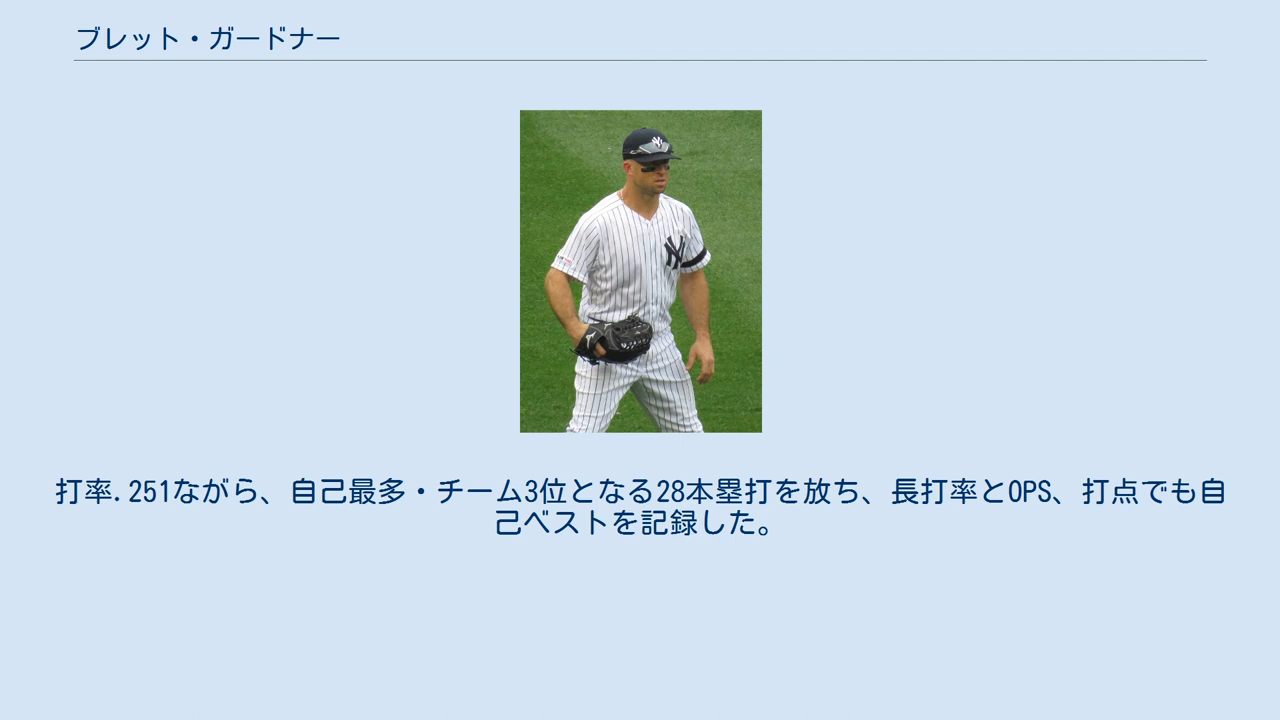 ブレット・ガードナー
NY
打率.251ながら、自己最多・チーム3位となる28本塁打を放ち、長打率とOPS、打点でも自
己ベストを記録した。